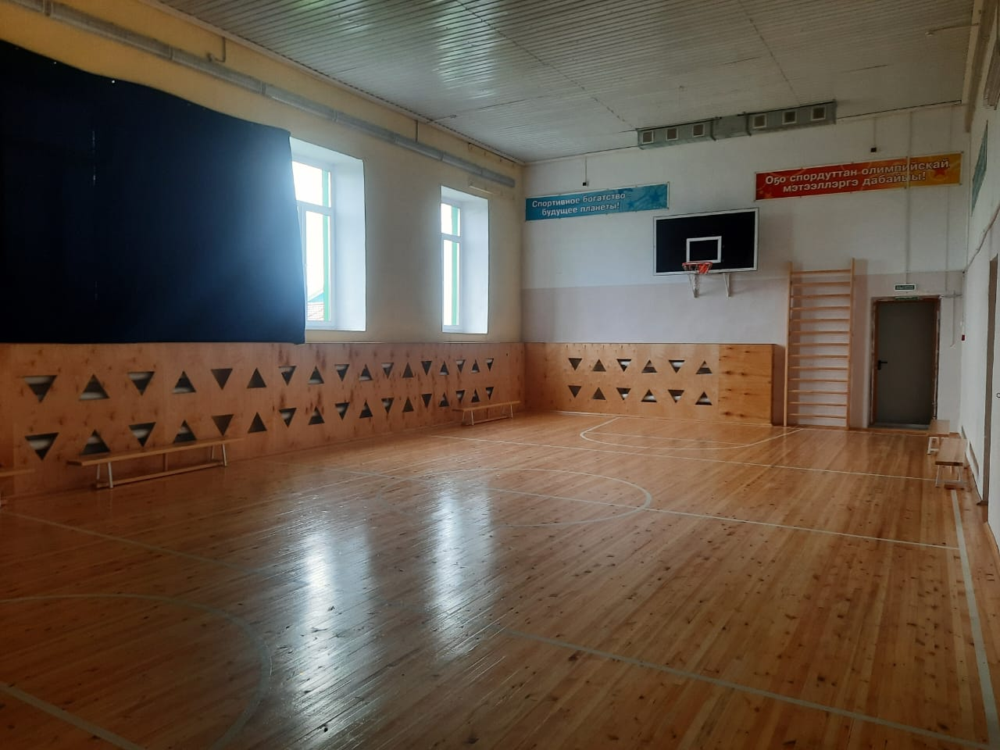 Спортивное богатство -
будущее планеты!
Оҕо спордуттан олимпийскай
мэтээллэргэ дабайыы!